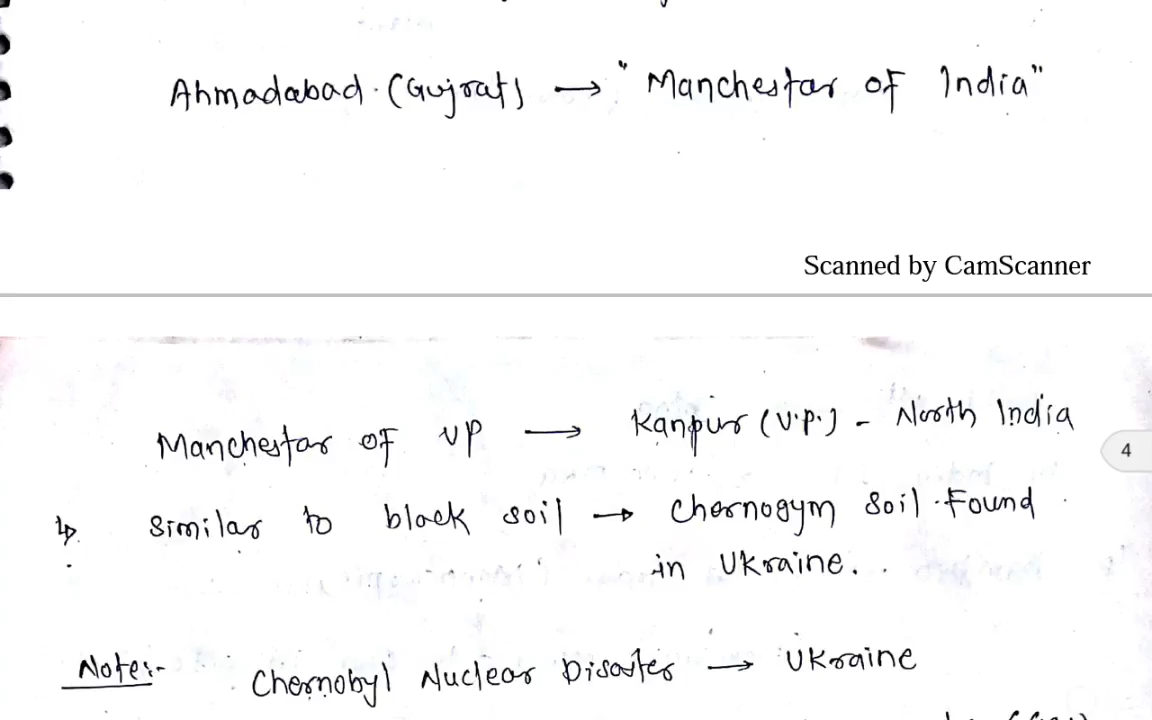 Ahmadabad (Gujrat) → "Manchestar of India"
Scanned by CamScanner
Manchestar of UP → Kanpur (U.P.) - North India
4
Similar to black soil → Chernogym soil Found
in Ukraine.
Note:- Chernobyl Nuclear Disaster → Ukraine